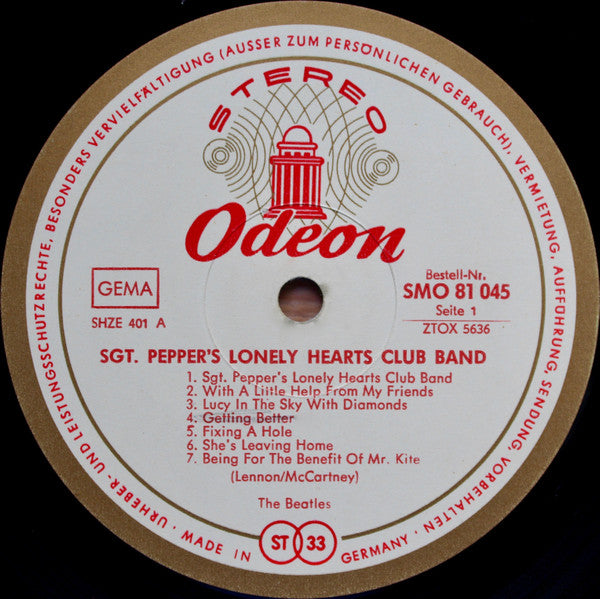 URHEBER- UND LEISTUNGSSCHUTZRECHTE, BESONDERS VERVIELFÄLTIGUNG (AUSSER ZUM PERSÖNLICHEN GEBRAUCH), VERMIETUNG, AUFFÜHRUNG, SENDUNG, VORBEHALTEN ·
STEREO
Odeon
GEMA
SHZE 401 A
Bestell-Nr.
SMO 81 045
Seite 1
ZTOX 5636
SGT. PEPPER'S LONELY HEARTS CLUB BAND
1. Sgt. Pepper's Lonely Hearts Club Band
2. With A Little Help From My Friends
3. Lucy In The Sky With Diamonds
4. Getting Better
5. Fixing A Hole
6. She's Leaving Home
7. Being For The Benefit Of Mr. Kite
(Lennon/McCartney)
The Beatles
· MADE IN ST 33 GERMANY ·